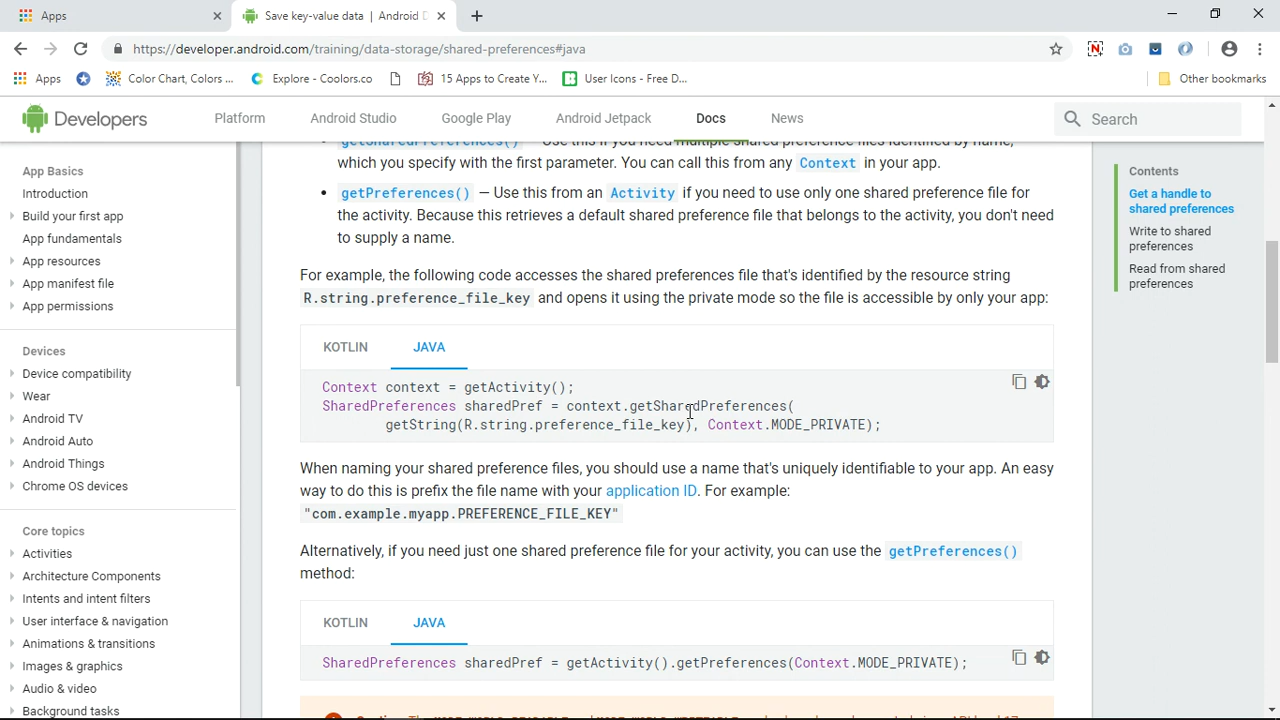 Apps
Save key-value data | Android D
https://developer.android.com/training/data-storage/shared-preferences#java
Apps
Color Chart, Colors ...
Explore - Coolors.co
15 Apps to Create Y...
User Icons - Free D...
Other bookmarks
Developers
Platform
Android Studio
Google Play
Android Jetpack
Docs
News
Search
App Basics
Introduction
Build your first app
App fundamentals
App resources
App manifest file
App permissions
Devices
Device compatibility
Wear
Android TV
Android Auto
Android Things
Chrome OS devices
Core topics
Activities
Architecture Components
Intents and intent filters
User interface & navigation
Animations & transitions
Images & graphics
Audio & video
Background tasks
• getSharedPreferences() — Use this if you need multiple shared preference files identified by name,
which you specify with the first parameter. You can call this from any Context in your app.
• getPreferences() — Use this from an Activity if you need to use only one shared preference file for
the activity. Because this retrieves a default shared preference file that belongs to the activity, you don't need
to supply a name.
For example, the following code accesses the shared preferences file that's identified by the resource string
R.string.preference_file_key and opens it using the private mode so the file is accessible by only your app:
KOTLIN JAVA
Context context = getActivity();
SharedPreferences sharedPref = context.getSharedPreferences(
getString(R.string.preference_file_key), Context.MODE_PRIVATE);
When naming your shared preference files, you should use a name that's uniquely identifiable to your app. An easy
way to do this is prefix the file name with your application ID. For example:
"com.example.myapp.PREFERENCE_FILE_KEY"
Alternatively, if you need just one shared preference file for your activity, you can use the getPreferences()
method:
KOTLIN JAVA
SharedPreferences sharedPref = getActivity().getPreferences(Context.MODE_PRIVATE);
Contents
Get a handle to
shared preferences
Write to shared
preferences
Read from shared
preferences